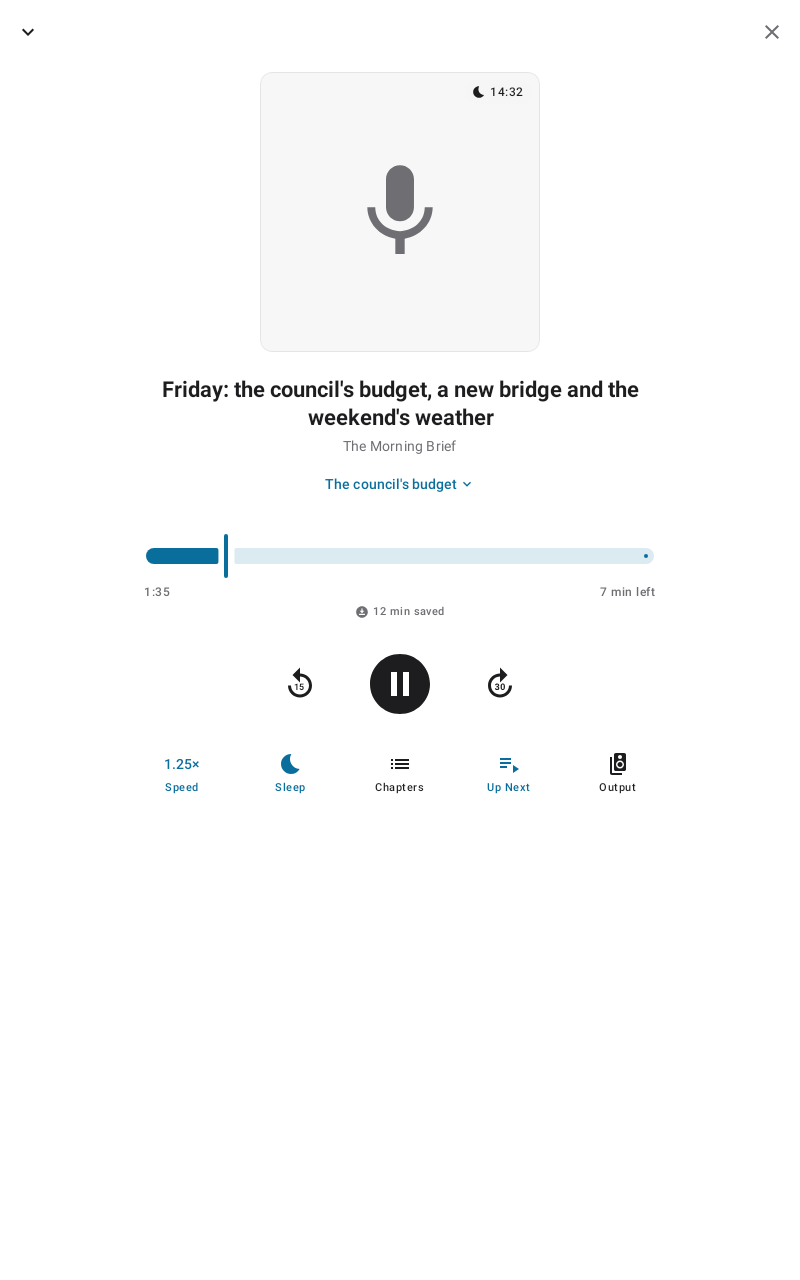 14:32
Friday: the council's budget, a new bridge and the
weekend's weather
The Morning Brief
The council's budget
1:35
7 min left
12 min saved
15
30
1.25×
Speed
Sleep
Chapters
Up Next
Output